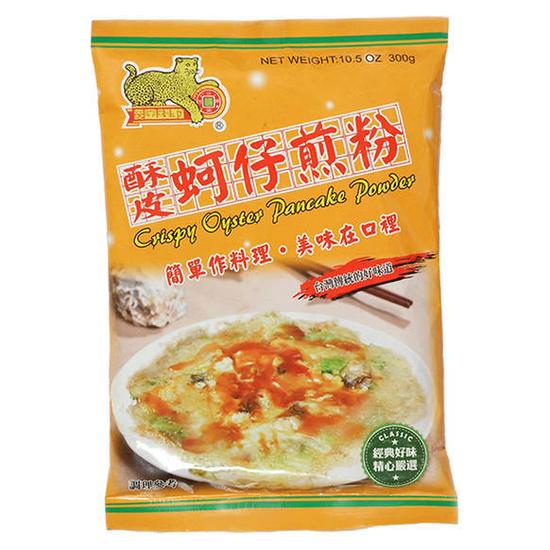 NET WEIGHT:10.5 OZ 300g
®
酥皮 蚵仔煎粉
Crispy Oyster Pancake Powder
簡單作料理・美味在口裡
台灣傳統的好味道
CLASSIC
經典好味
精心嚴選
調理參考